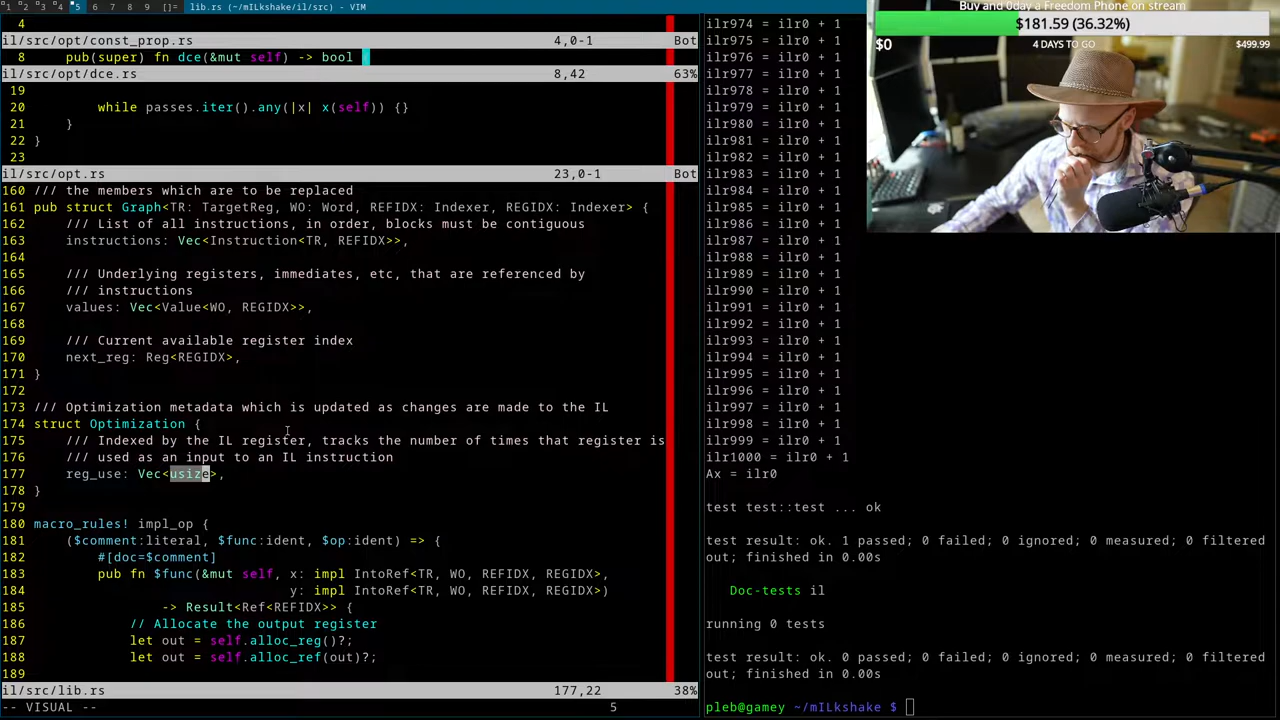 1 2 3 4 5 6 7 8 9 []= lib.rs (~/mILkshake/il/src) - VIM
4
il/src/opt/const_prop.rs 4,0-1 Bot
8 pub(super) fn dce(&mut self) -> bool {
il/src/opt/dce.rs 8,42 63%
19
20 while passes.iter().any(|x| x(self)) {}
21 }
22 }
23
il/src/opt.rs 23,0-1 Bot
160 /// the members which are to be replaced
161 pub struct Graph<TR: TargetReg, WO: Word, REFIDX: Indexer, REGIDX: Indexer> {
162 /// List of all instructions, in order, blocks must be contiguous
163 instructions: Vec<Instruction<TR, REFIDX>>,
164
165 /// Underlying registers, immediates, etc, that are referenced by
166 /// instructions
167 values: Vec<Value<WO, REGIDX>>,
168
169 /// Current available register index
170 next_reg: Reg<REGIDX>,
171 }
172
173 /// Optimization metadata which is updated as changes are made to the IL
174 struct Optimization {
175 /// Indexed by the IL register, tracks the number of times that register is
176 /// used as an input to an IL instruction
177 reg_use: Vec<usize>,
178 }
179
180 macro_rules! impl_op {
181 ($comment:literal, $func:ident, $op:ident) => {
182 #[doc=$comment]
183 pub fn $func(&mut self, x: impl IntoRef<TR, WO, REFIDX, REGIDX>,
184 y: impl IntoRef<TR, WO, REFIDX, REGIDX>)
185 -> Result<Ref<REFIDX>> {
186 // Allocate the output register
187 let out = self.alloc_reg()?;
188 let out = self.alloc_ref(out)?;
189
il/src/lib.rs 177,22 38%
-- VISUAL -- 5
ilr974 = ilr0 + 1
ilr975 = ilr0 + 1
ilr976 = ilr0 + 1
ilr977 = ilr0 + 1
ilr978 = ilr0 + 1
ilr979 = ilr0 + 1
ilr980 = ilr0 + 1
ilr981 = ilr0 + 1
ilr982 = ilr0 + 1
ilr983 = ilr0 + 1
ilr984 = ilr0 + 1
ilr985 = ilr0 + 1
ilr986 = ilr0 + 1
ilr987 = ilr0 + 1
ilr988 = ilr0 + 1
ilr989 = ilr0 + 1
ilr990 = ilr0 + 1
ilr991 = ilr0 + 1
ilr992 = ilr0 + 1
ilr993 = ilr0 + 1
ilr994 = ilr0 + 1
ilr995 = ilr0 + 1
ilr996 = ilr0 + 1
ilr997 = ilr0 + 1
ilr998 = ilr0 + 1
ilr999 = ilr0 + 1
ilr1000 = ilr0 + 1
Ax = ilr0
test test::test ... ok
test result: ok. 1 passed; 0 failed; 0 ignored; 0 measured; 0 filtered
out; finished in 0.00s
Doc-tests il
running 0 tests
test result: ok. 0 passed; 0 failed; 0 ignored; 0 measured; 0 filtered
out; finished in 0.00s
pleb@gamey ~/mILkshake $
Buy and 0day a Freedom Phone on stream
$181.59 (36.32%)
$0 4 DAYS TO GO $499.99